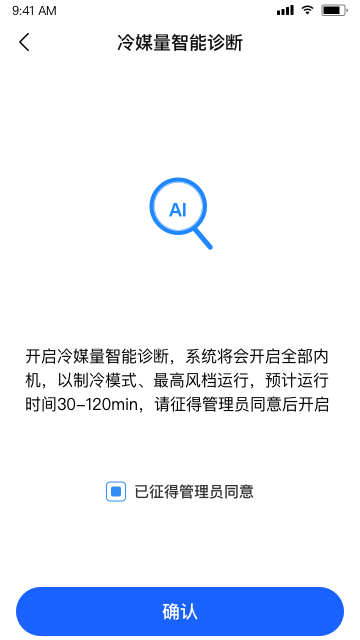 9:41 AM
冷媒量智能诊断
AI
开启冷媒量智能诊断，系统将会开启全部内
机，以制冷模式、最高风档运行，预计运行
时间30-120min，请征得管理员同意后开启
已征得管理员同意
确认